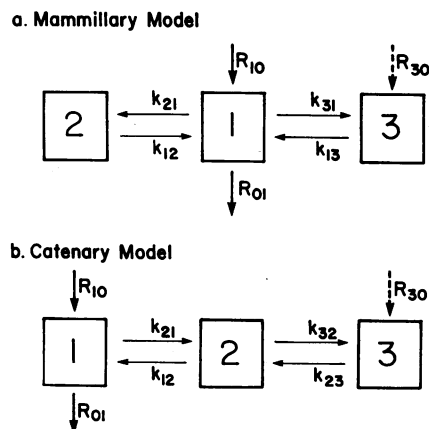 a. Mammillary Model
R10
R30
k21
k31
2
1
3
k12
k13
R01
b. Catenary Model
R10
R30
k21
k32
1
2
3
k12
k23
R01